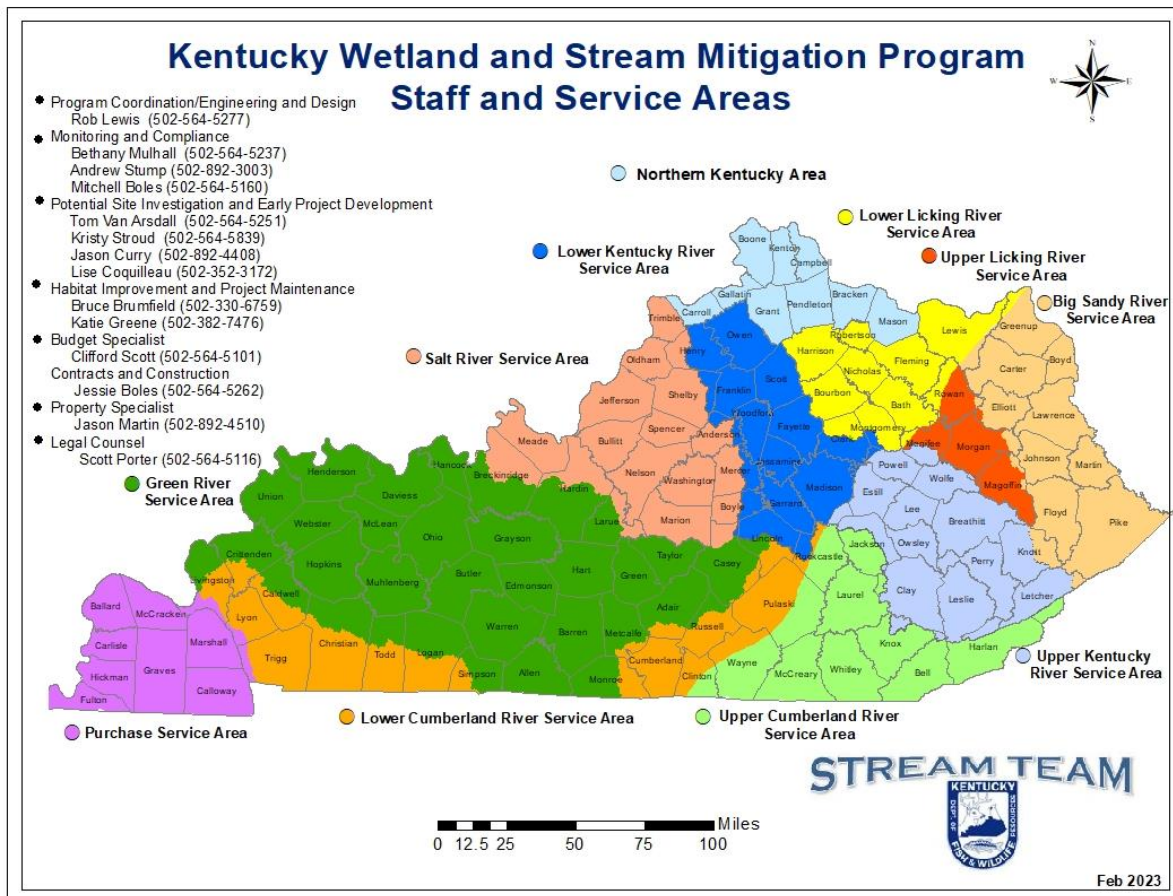 Kentucky Wetland and Stream Mitigation Program
Staff and Service Areas
N
W
E
S
Program Coordination/Engineering and Design
Rob Lewis (502-564-5277)
Monitoring and Compliance
Bethany Mulhall (502-564-5237)
Andrew Stump (502-892-3003)
Mitchell Boles (502-564-5160)
Potential Site Investigation and Early Project Development
Tom Van Arsdall (502-564-5251)
Kristy Stroud (502-564-5839)
Jason Curry (502-892-4408)
Lise Coquilleau (502-352-3172)
Habitat Improvement and Project Maintenance
Bruce Brumfield (502-330-6759)
Katie Greene (502-382-7476)
Budget Specialist
Clifford Scott (502-564-5101)
Contracts and Construction
Jessie Boles (502-564-5262)
Property Specialist
Jason Martin (502-892-4510)
Legal Counsel
Scott Porter (502-564-5116)
Green River
Service Area
Northern Kentucky Area
Lower Licking River
Service Area
Lower Kentucky River
Service Area
Upper Licking River
Service Area
Big Sandy River
Service Area
Salt River Service Area
Boone
Kenton
Campbell
Gallatin
Carroll
Grant
Pendleton
Bracken
Mason
Trimble
Henry
Owen
Robertson
Lewis
Greenup
Boyd
Carter
Oldham
Harrison
Nicholas
Fleming
Rowan
Elliott
Lawrence
Jefferson
Shelby
Franklin
Scott
Bourbon
Bath
Spencer
Anderson
Woodford
Fayette
Clark
Montgomery
Menifee
Morgan
Johnson
Martin
Meade
Bullitt
Nelson
Washington
Mercer
Jessamine
Madison
Powell
Wolfe
Magoffin
Floyd
Pike
Hancock
Breckinridge
Hardin
Marion
Boyle
Garrard
Estill
Lee
Breathitt
Knott
Henderson
Union
Daviess
Webster
McLean
Ohio
Grayson
Larue
Taylor
Casey
Lincoln
Rockcastle
Jackson
Owsley
Perry
Crittenden
Hopkins
Muhlenberg
Butler
Edmonson
Hart
Green
Adair
Pulaski
Laurel
Clay
Leslie
Letcher
Livingston
Caldwell
Lyon
Christian
Warren
Barren
Metcalfe
Russell
Knox
Harlan
Ballard
McCracken
Marshall
Carlisle
Graves
Hickman
Fulton
Calloway
Trigg
Todd
Logan
Simpson
Allen
Monroe
Cumberland
Clinton
Wayne
McCreary
Whitley
Bell
Upper Kentucky
River Service Area
Purchase Service Area
Lower Cumberland River Service Area
Upper Cumberland River
Service Area
STREAM TEAM
KENTUCKY
DEPT. OF
RESOURCES
FISH & WILDLIFE
Miles
0 12.5 25 50 75 100
Feb 2023